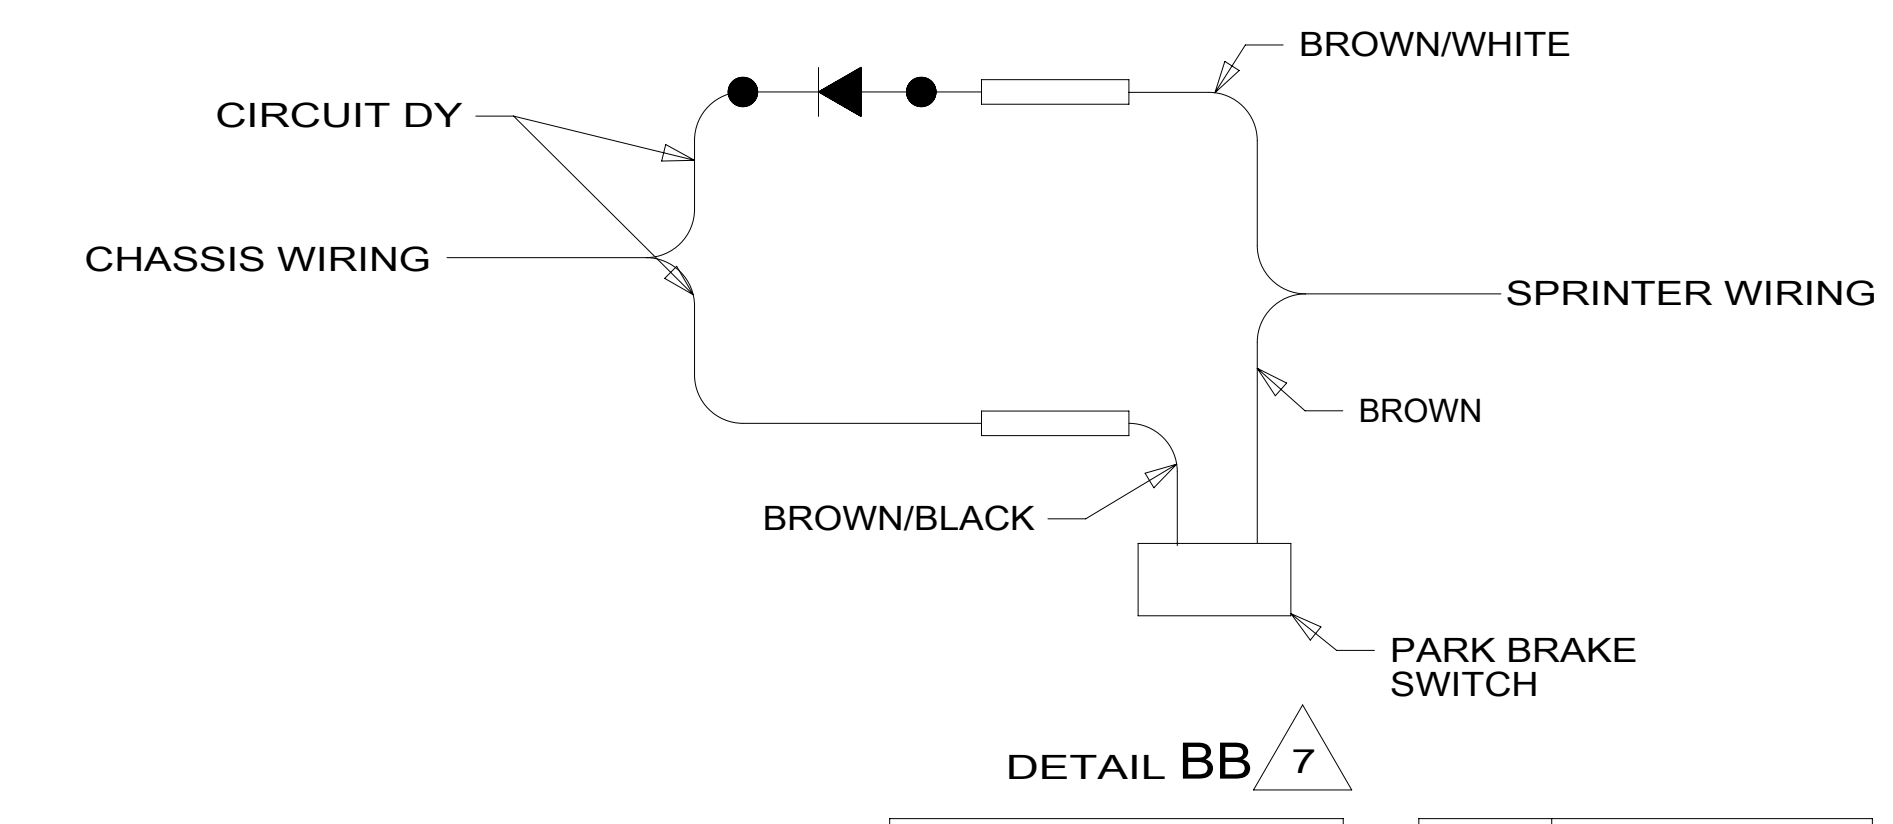 BROWN/WHITE
CIRCUIT DY
CHASSIS WIRING
SPRINTER WIRING
BROWN
BROWN/BLACK
PARK BRAKE
SWITCH
DETAIL BB 7